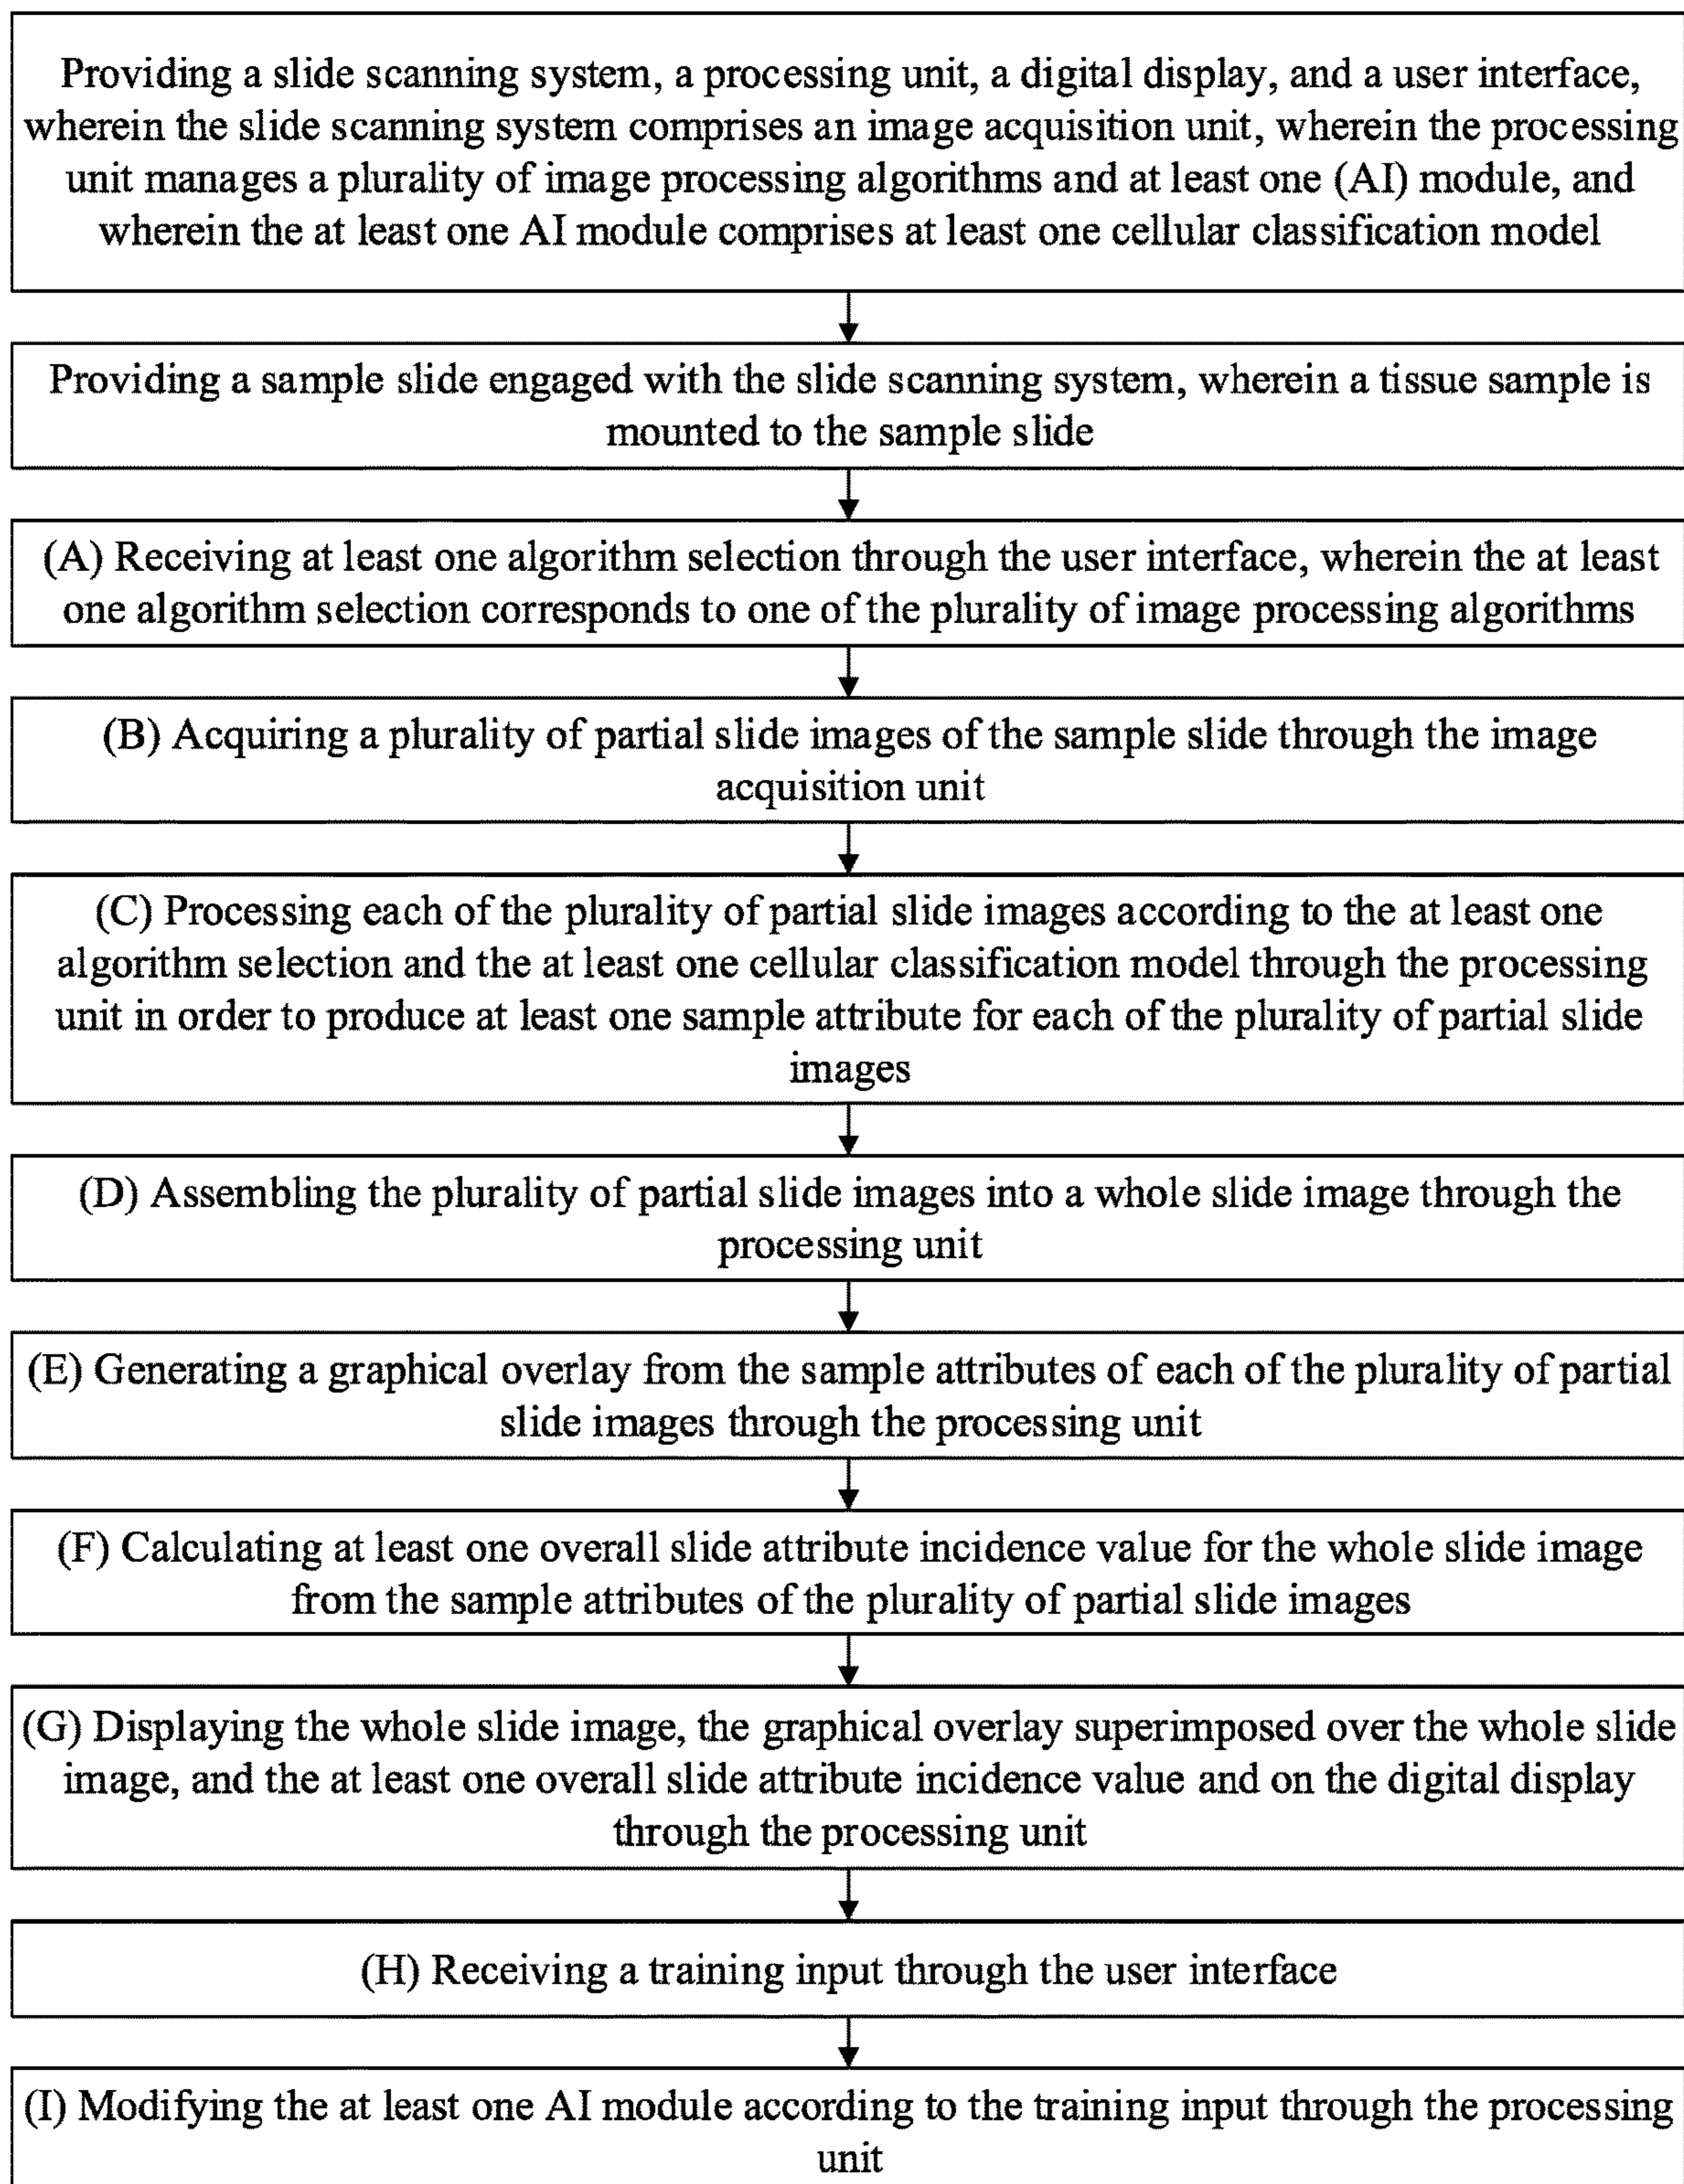 Providing a slide scanning system, a processing unit, a digital display, and a user interface,
wherein the slide scanning system comprises an image acquisition unit, wherein the processing
unit manages a plurality of image processing algorithms and at least one (AI) module, and
wherein the at least one AI module comprises at least one cellular classification model
Providing a sample slide engaged with the slide scanning system, wherein a tissue sample is
mounted to the sample slide
(A) Receiving at least one algorithm selection through the user interface, wherein the at least
one algorithm selection corresponds to one of the plurality of image processing algorithms
(B) Acquiring a plurality of partial slide images of the sample slide through the image
acquisition unit
(C) Processing each of the plurality of partial slide images according to the at least one
algorithm selection and the at least one cellular classification model through the processing
unit in order to produce at least one sample attribute for each of the plurality of partial slide
images
(D) Assembling the plurality of partial slide images into a whole slide image through the
processing unit
(E) Generating a graphical overlay from the sample attributes of each of the plurality of partial
slide images through the processing unit
(F) Calculating at least one overall slide attribute incidence value for the whole slide image
from the sample attributes of the plurality of partial slide images
(G) Displaying the whole slide image, the graphical overlay superimposed over the whole slide
image, and the at least one overall slide attribute incidence value and on the digital display
through the processing unit
(H) Receiving a training input through the user interface
(I) Modifying the at least one AI module according to the training input through the processing
unit